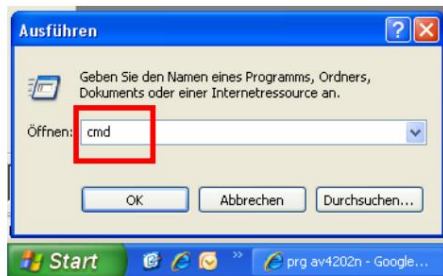 Ausführen
Geben Sie den Namen eines Programms, Ordners,
Dokuments oder einer Internetressource an.
Öffnen: cmd
OK Abbrechen Durchsuchen...
Start prg av4202n - Google...